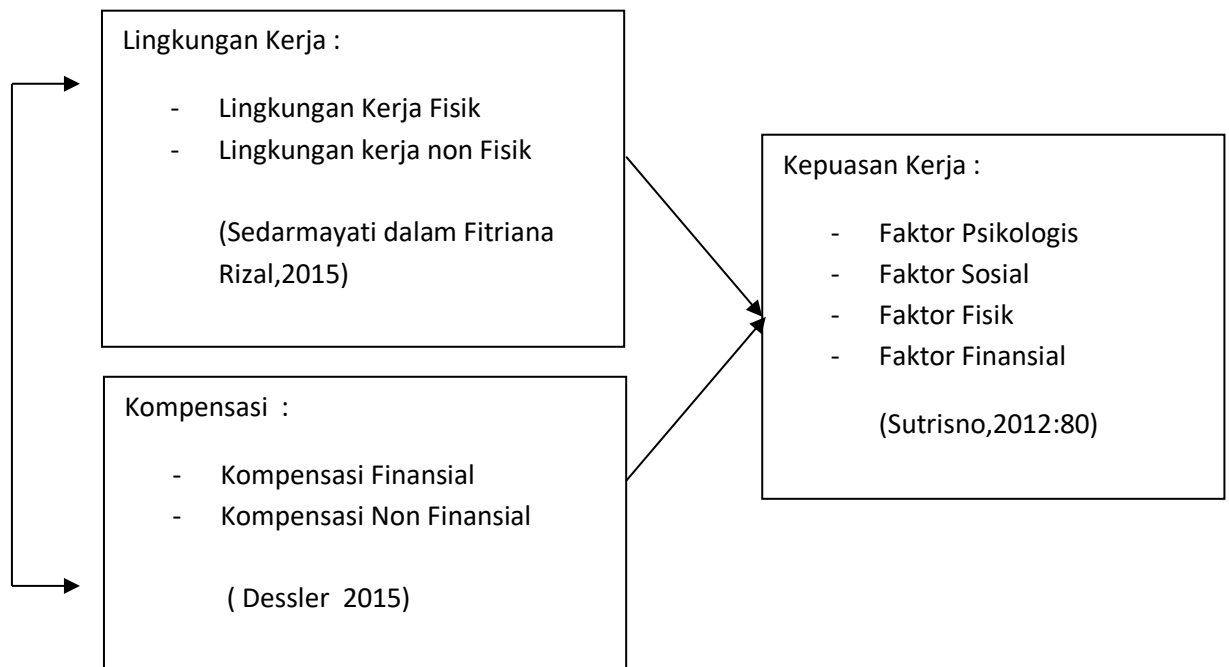 Lingkungan Kerja :
- Lingkungan Kerja Fisik
- Lingkungan kerja non Fisik
(Sedarmayati dalam Fitriana
Rizal,2015)
Kompensasi :
- Kompensasi Finansial
- Kompensasi Non Finansial
( Dessler 2015)
Kepuasan Kerja :
- Faktor Psikologis
- Faktor Sosial
- Faktor Fisik
- Faktor Finansial
(Sutrisno,2012:80)